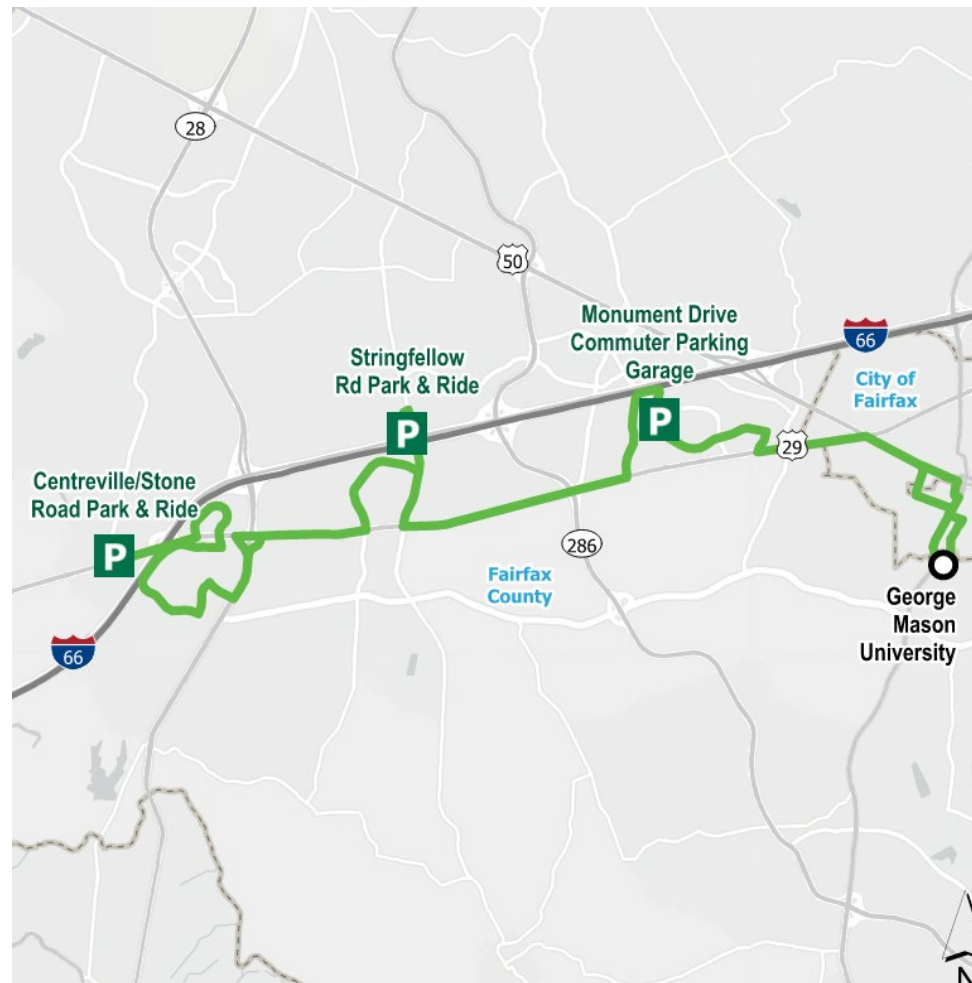 28
50
Monument Drive
Commuter Parking
Garage
66
Stringfellow
Rd Park & Ride
P
P
City of
Fairfax
29
Centreville/Stone
Road Park & Ride
P
286
Fairfax
County
George
Mason
University
66
N